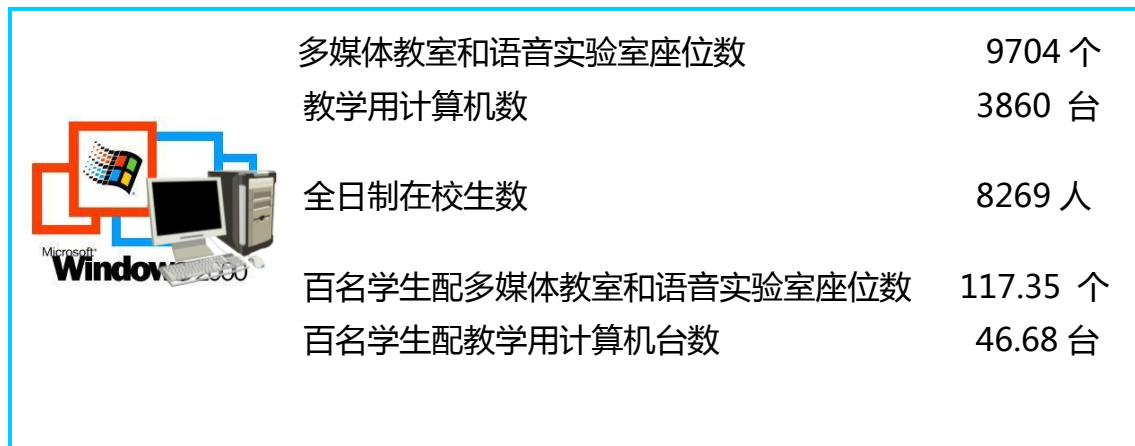 多媒体教室和语音实验室座位数 9704 个
教学用计算机数 3860 台
全日制在校生数 8269 人
Microsoft
Windows 2000
百名学生配多媒体教室和语音实验室座位数 117.35 个
百名学生配教学用计算机台数 46.68 台